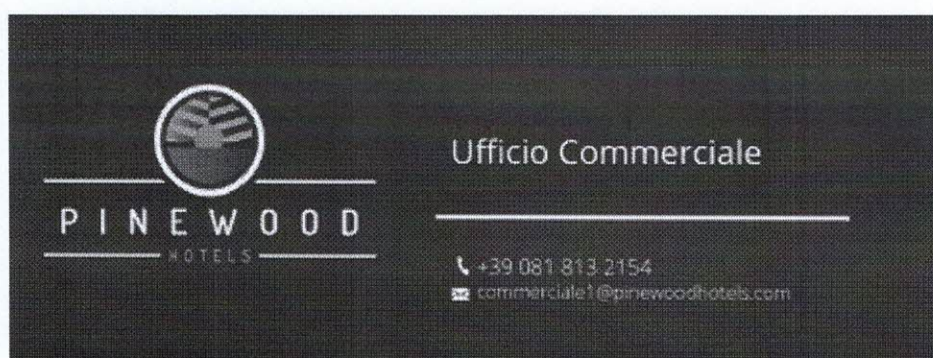 PINEWOOD
HOTELS
Ufficio Commerciale
+39 081 813 2154
commerciale1@pinewoodhotels.com